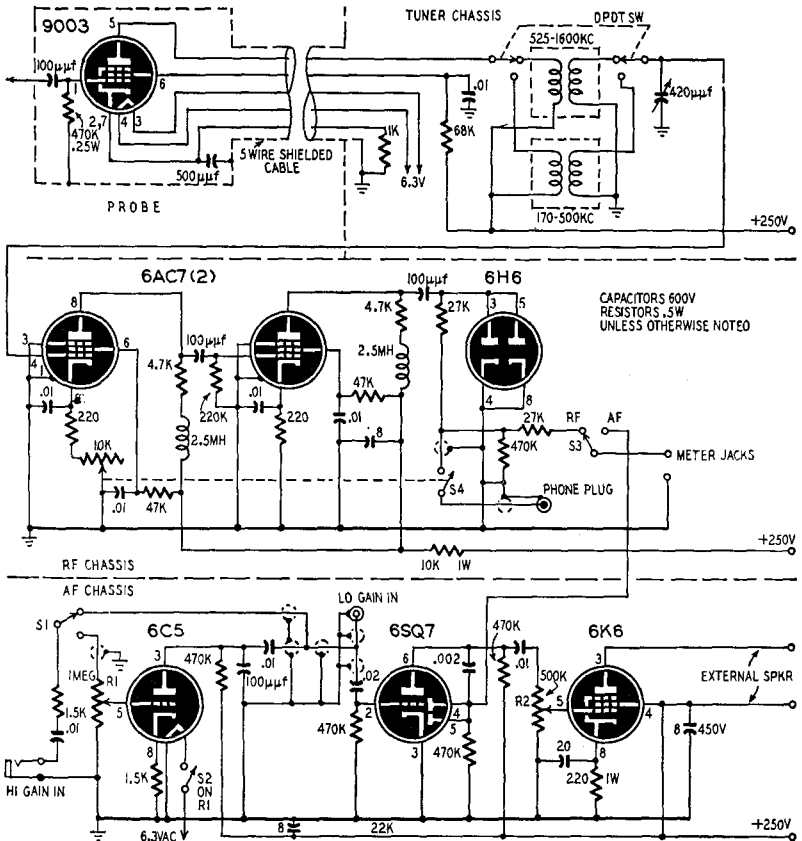 TUNER CHASSIS
DPDT SW
9003
5
525-1600KC
100µµf
6
.01
420µµf
470K
.25W
2,7
4
3
1K
68K
500µµf
5 WIRE SHIELDED
CABLE
6.3V
PROBE
170-500KC
+250V
6AC7(2)
100µµf
6H6
8
4.7K
27K
3
5
CAPACITORS 600V
RESISTORS .5W
UNLESS OTHERWISE NOTED
3
4
1
6
100µµf
4.7K
2.5MH
47K
4
8
.01
220
220K
.01
220
.01
8
27K
RF
AF
10K
2.5MH
470K
S3
METER JACKS
.01
47K
S4
PHONE PLUG
10K
1W
+250V
RF CHASSIS
AF CHASSIS
LO GAIN IN
S1
6C5
6SQ7
470K
6K6
3
470K
.01
6
.002
.01
3
1MEG
R1
100µµf
.02
500K
EXTERNAL SPKR
1.5K
5
2
4
5
R2
5
4
.01
470K
470K
8
450V
8
3
20
8
HI GAIN IN
1.5K
S2
ON
R1
220
1W
6.3VAC
8
22K
+250V